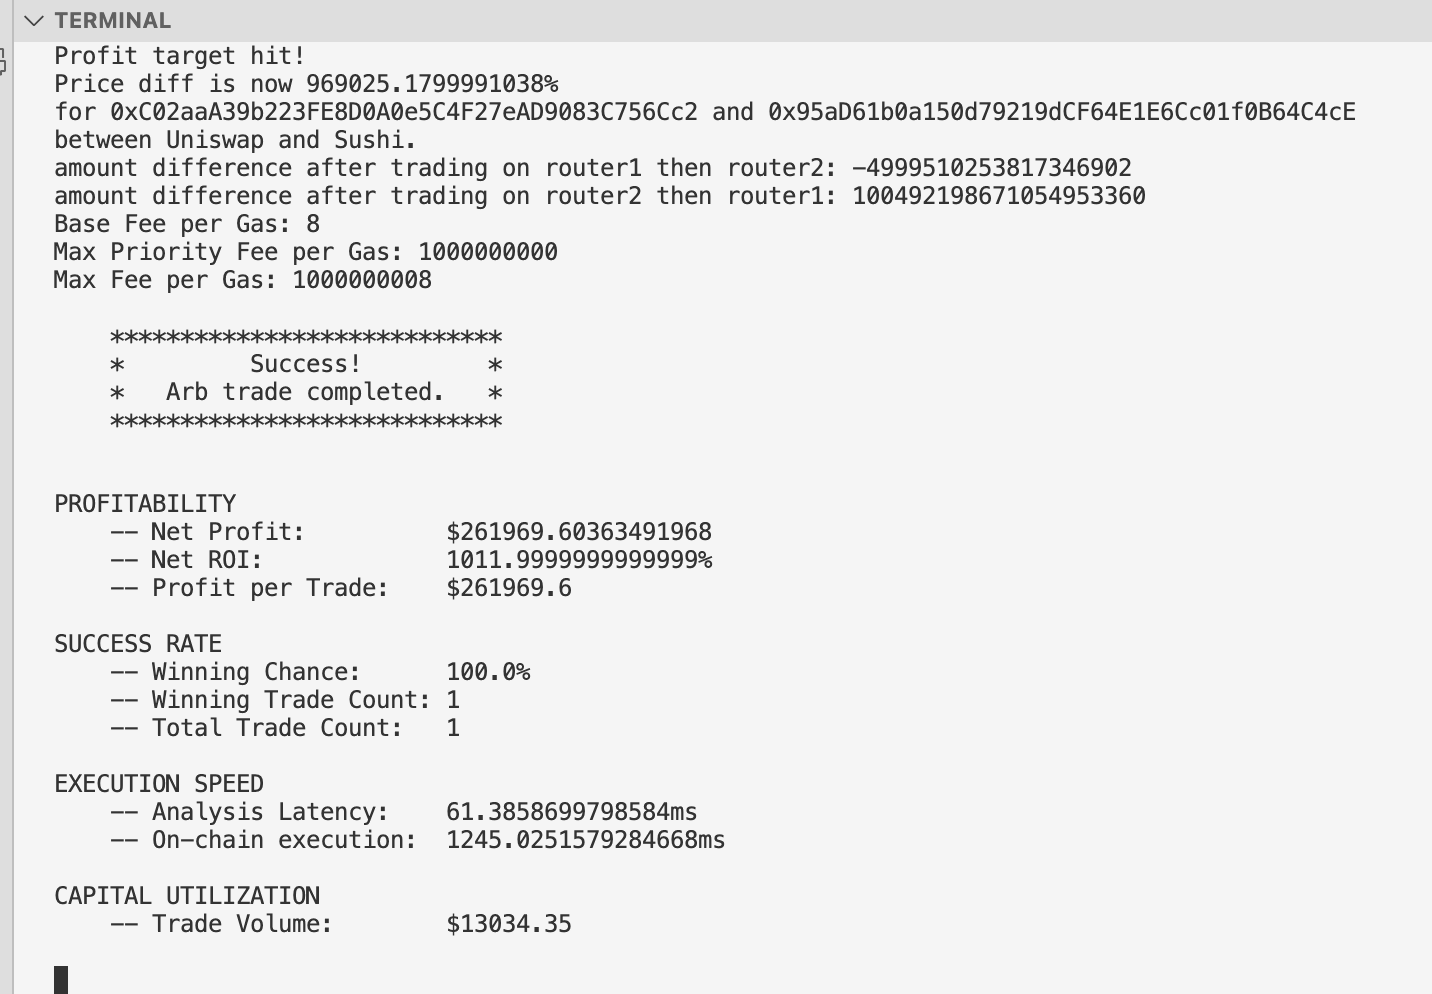 TERMINAL
Profit target hit!
Price diff is now 969025.1799991038%
for 0xC02aaA39b223FE8D0A0e5C4F27eAD9083C756Cc2 and 0x95aD61b0a150d79219dCF64E1E6Cc01f0B64C4cE
between Uniswap and Sushi.
amount difference after trading on router1 then router2: -4999510253817346902
amount difference after trading on router2 then router1: 100492198671054953360
Base Fee per Gas: 8
Max Priority Fee per Gas: 1000000000
Max Fee per Gas: 1000000008
****************************
* Success! *
* Arb trade completed. *
****************************
PROFITABILITY
-- Net Profit: $261969.60363491968
-- Net ROI: 1011.9999999999999%
-- Profit per Trade: $261969.6
SUCCESS RATE
-- Winning Chance: 100.0%
-- Winning Trade Count: 1
-- Total Trade Count: 1
EXECUTION SPEED
-- Analysis Latency: 61.3858699798584ms
-- On-chain execution: 1245.0251579284668ms
CAPITAL UTILIZATION
-- Trade Volume: $13034.35